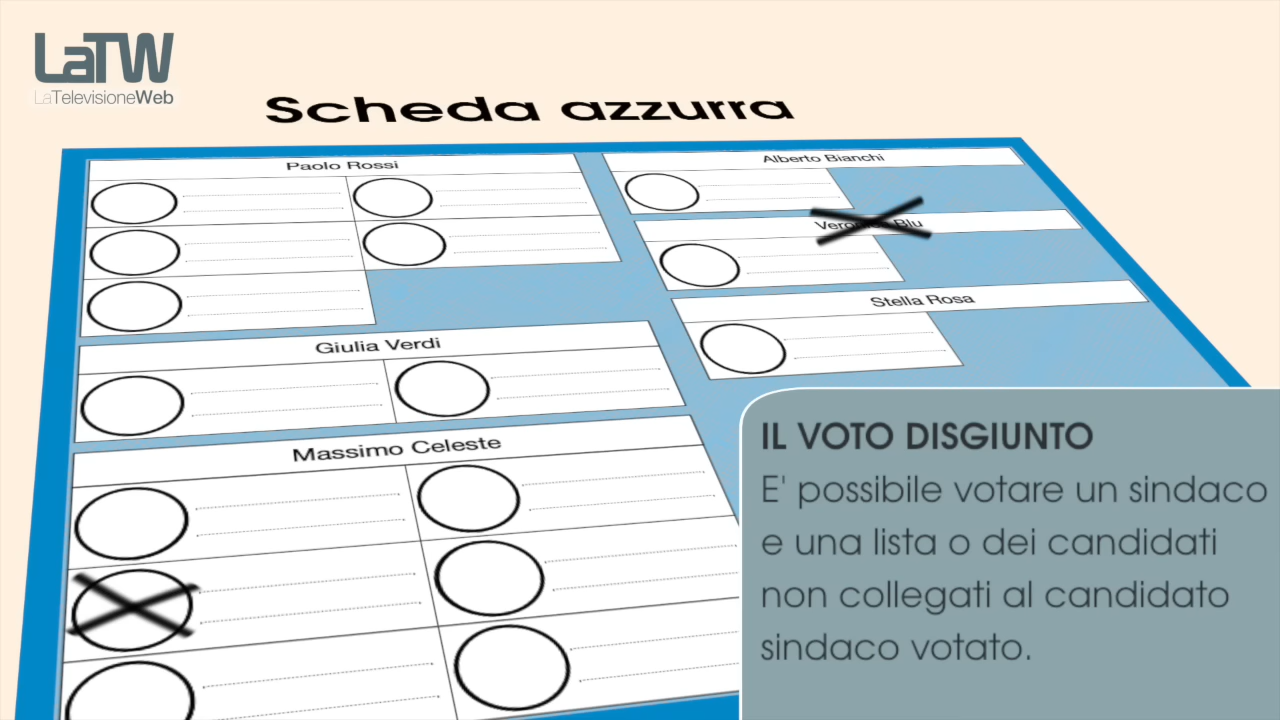 LaTW
LaTelevisioneWeb
Scheda azzurra
Paolo Rossi
Alberto Bianchi
Blu
Stella Rosa
Giulia Verdi
Massimo Celeste
IL VOTO DISGIUNTO
E' possibile votare un sindaco
e una lista o dei candidati
non collegati al candidato
sindaco votato.